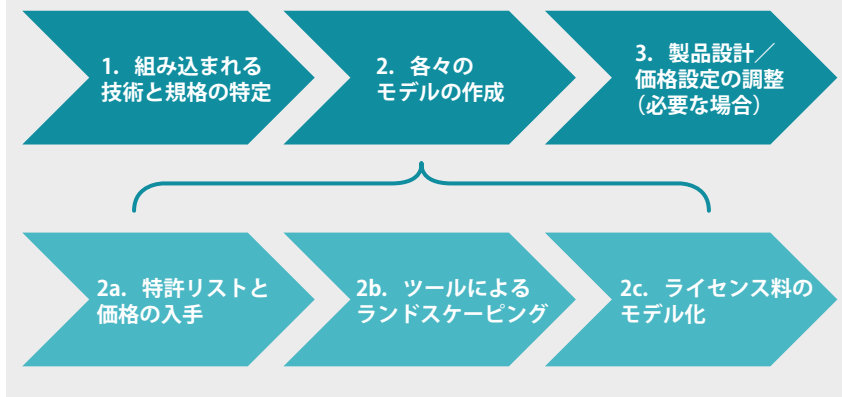 1. 組み込まれる
技術と規格の特定
2. 各々の
モデルの作成
3. 製品設計／
価格設定の調整
（必要な場合）
2a. 特許リストと
価格の入手
2b. ツールによる
ランドスケーピング
2c. ライセンス料の
モデル化